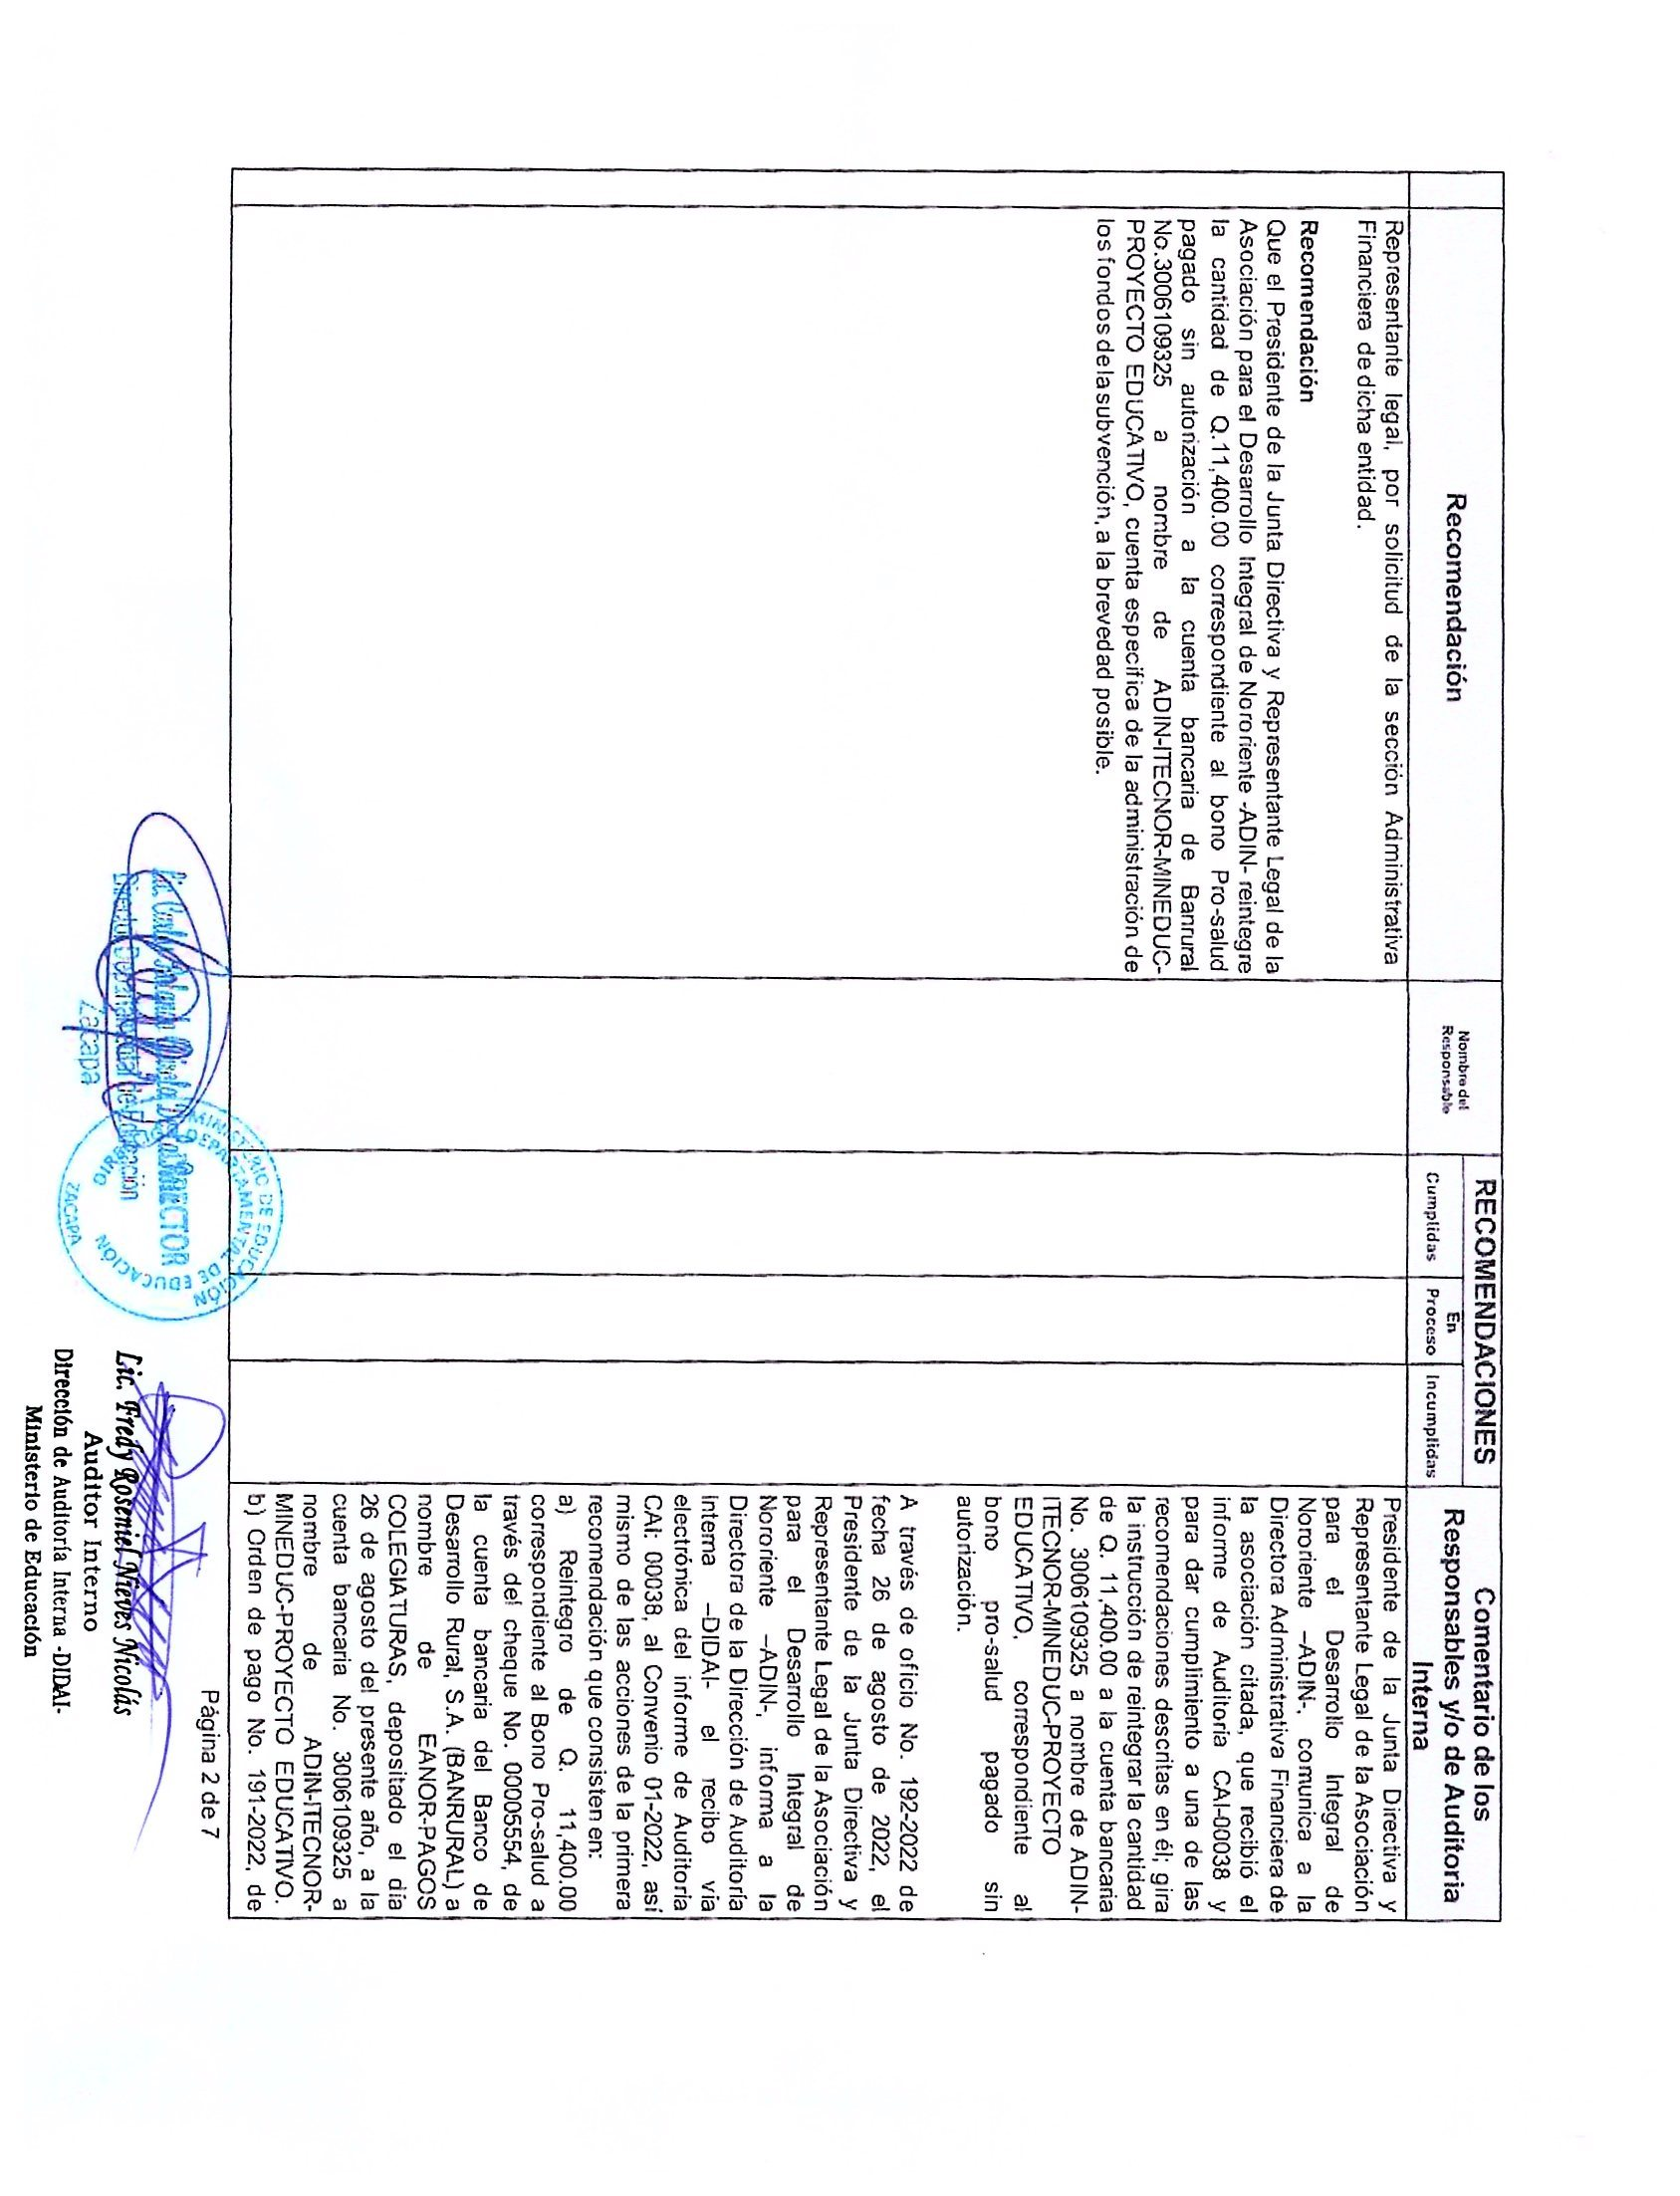 Recomendación
Nombre del
Responsable
RECOMENDACIONES
Cumplidas
En
Proceso
Incumplidas
Comentario de los
Responsables y/o de Auditoria
Interna
Representante legal, por solicitud de la sección Administrativa
Financiera de dicha entidad.
Recomendación
Que el Presidente de la Junta Directiva y Representante Legal de la
Asociación para el Desarrollo Integral de Nororiente -ADIN- reintegre
la cantidad de Q.11,400.00 correspondiente al bono Pro-salud
pagado sin autorización a la cuenta bancaria de Banrural
No.3006109325 a nombre de ADIN-ITECNOR-MINEDUC-
PROYECTO EDUCATIVO, cuenta especifica de la administración de
los fondos de la subvención, a la brevedad posible.
Presidente de la Junta Directiva y
Representante Legal de la Asociación
para el Desarrollo Integral de
Nororiente –ADIN-, comunica a la
Directora Administrativa Financiera de
la asociación citada, que recibió el
informe de Auditoria CAI-00038 y
para dar cumplimiento a una de las
recomendaciones descritas en él; gira
la instrucción de reintegrar la cantidad
de Q. 11,400.00 a la cuenta bancaria
No. 3006109325 a nombre de ADIN-
ITECNOR-MINEDUC-PROYECTO
EDUCATIVO, correspondiente al
bono pro-salud pagado sin
autorización.
A través de oficio No. 192-2022 de
fecha 26 de agosto de 2022, el
Presidente de la Junta Directiva y
Representante Legal de la Asociación
para el Desarrollo Integral de
Nororiente –ADIN-, informa a la
Directora de la Dirección de Auditoría
Interna –DIDAI- el recibo vía
electrónica del informe de Auditoria
CAI: 00038, al Convenio 01-2022, así
mismo de las acciones de la primera
recomendación que consisten en:
a) Reintegro de Q. 11,400.00
correspondiente al Bono Pro-salud a
través del cheque No. 00005554, de
la cuenta bancaria del Banco de
Desarrollo Rural, S.A. (BANRURAL) a
nombre de EANOR-PAGOS
COLEGIATURAS, depositado el día
26 de agosto del presente año, a la
cuenta bancaria No. 3006109325 a
nombre de ADIN-ITECNOR-
MINEDUC-PROYECTO EDUCATIVO.
b) Orden de pago No. 191-2022, de
Página 2 de 7
Director Departamental de Educación
Zacapa
MINISTERIO DE EDUCACIÓN
DEPARTAMENTAL DE EDUCACIÓN
DIRECTOR
ZACAPA
Lic. Fredy Roseniel Nieves Nicolás
Auditor Interno
Dirección de Auditoría Interna -DIDAI-
Ministerio de Educación